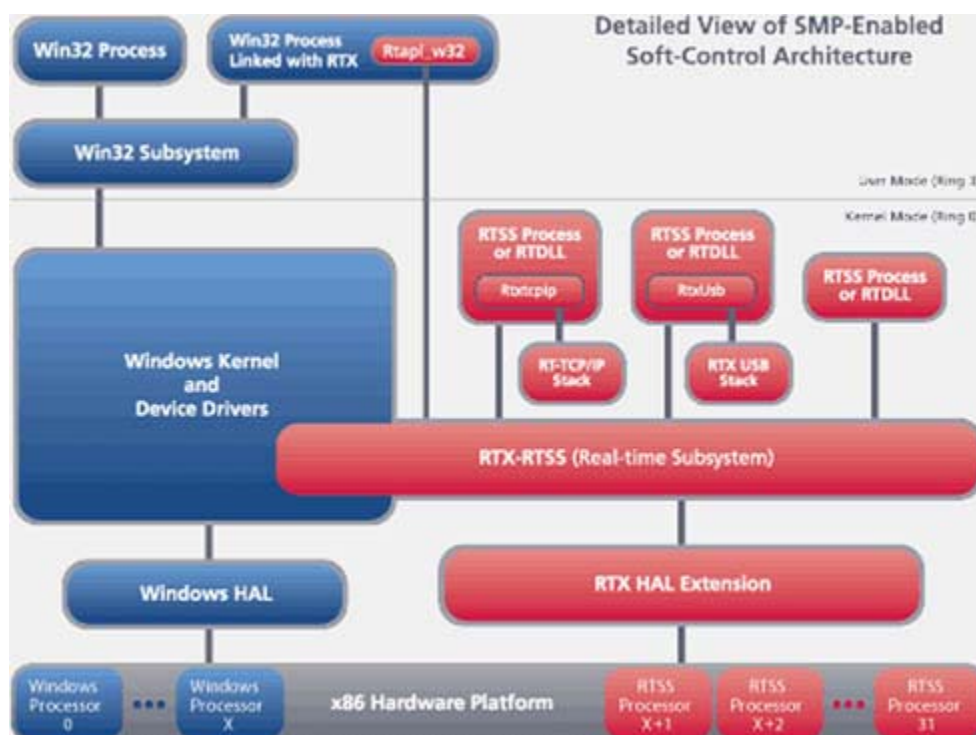 Detailed View of SMP-Enabled
Soft-Control Architecture
Win32 Process
Win32 Process
Linked with RTX
Rtapi_w32
Win32 Subsystem
User Mode (Ring 3
Kernel Mode (Ring 0
RTSS Process
or RTDLL
Rtxtcpip
RTSS Process
or RTDLL
RtxUsb
RTSS Process
or RTDLL
RT-TCP/IP
Stack
RTX USB
Stack
Windows Kernel
and
Device Drivers
RTX-RTSS (Real-time Subsystem)
Windows HAL
RTX HAL Extension
Windows
Processor
0
Windows
Processor
X
x86 Hardware Platform
RTSS
Processor
X+1
RTSS
Processor
X+2
RTSS
Processor
31